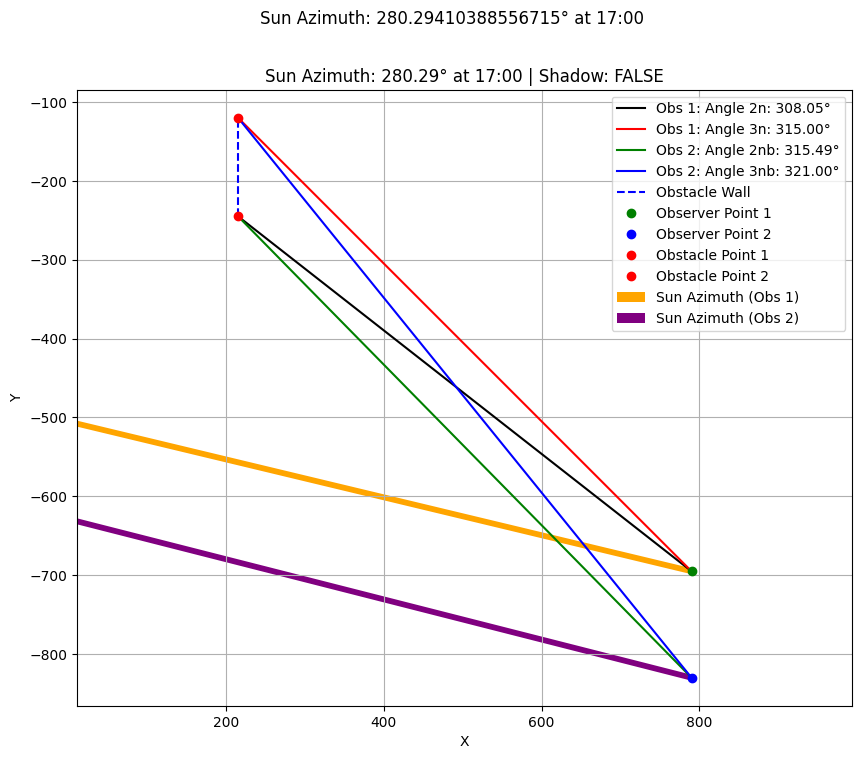 Sun Azimuth: 280.29410388556715° at 17:00
Sun Azimuth: 280.29° at 17:00 | Shadow: FALSE
Obs 1: Angle 2n: 308.05°
Obs 1: Angle 3n: 315.00°
Obs 2: Angle 2nb: 315.49°
Obs 2: Angle 3nb: 321.00°
Obstacle Wall
Observer Point 1
Observer Point 2
Obstacle Point 1
Obstacle Point 2
Sun Azimuth (Obs 1)
Sun Azimuth (Obs 2)
−100
−200
−300
−400
−500
−600
−700
−800
Y
200
400
600
800
X